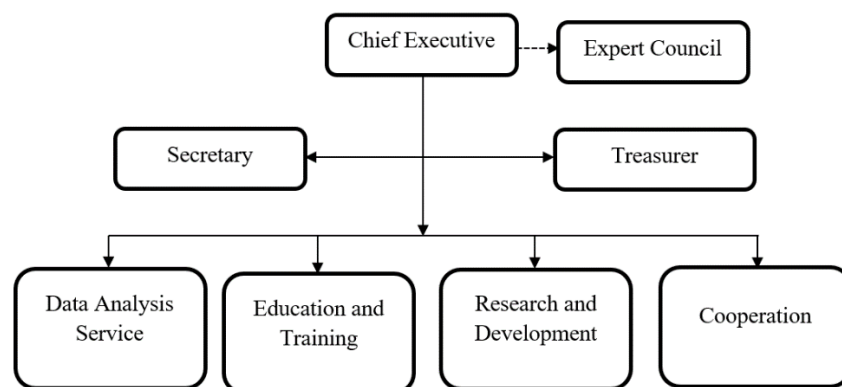 Chief Executive
Expert Council
Secretary
Treasurer
Data Analysis
Service
Education and
Training
Research and
Development
Cooperation